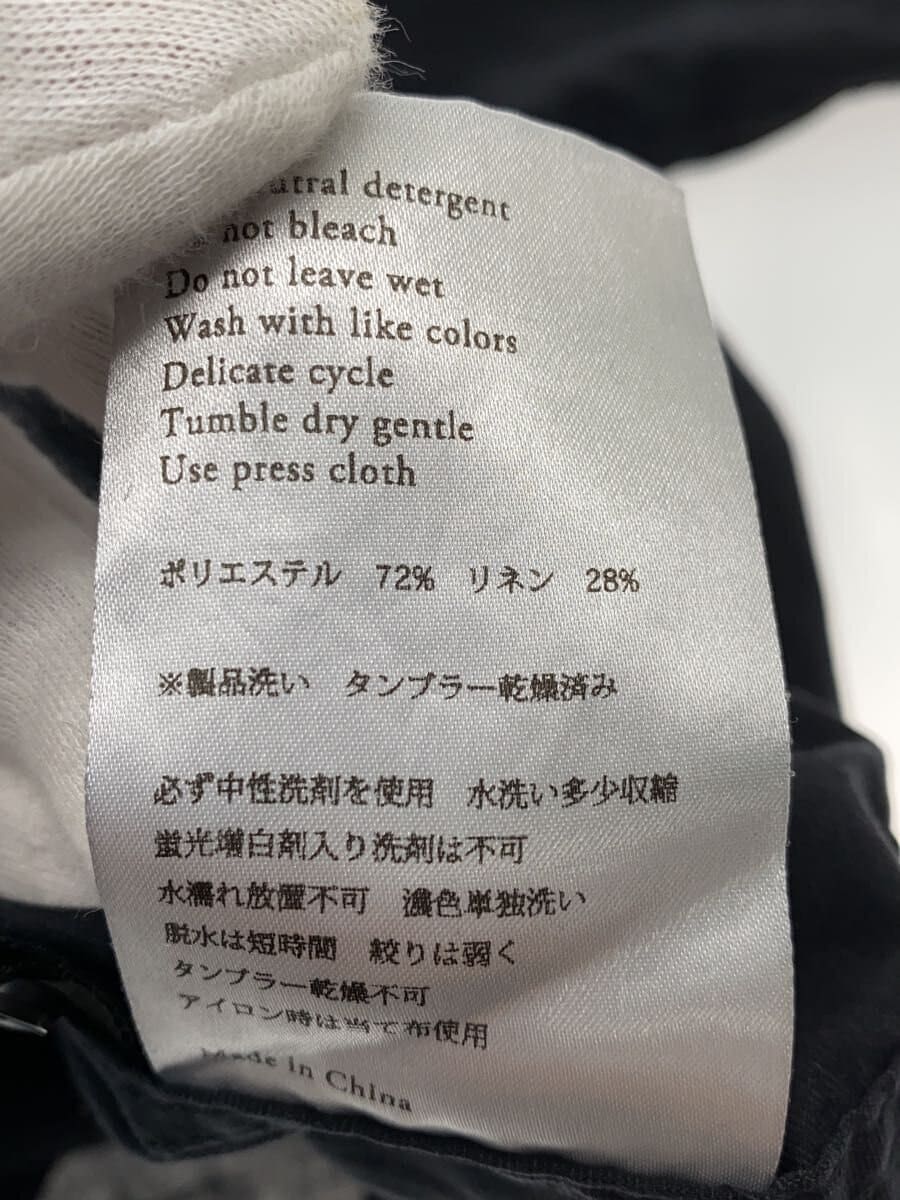 detergent
not bleach
Do not leave wet
Wash with like colors
Delicate cycle
Tumble dry gentle
Use press cloth
ポリエステル 72% リネン 28%
※製品洗い タンブラー乾燥済み
必ず中性洗剤を使用 水洗い多少収縮
蛍光増白剤入り洗剤は不可
水濡れ放置不可 濃色単独洗い
脱水は短時間 絞りは弱く
タンブラー乾燥不可
アイロン時は当て布使用
Made in China